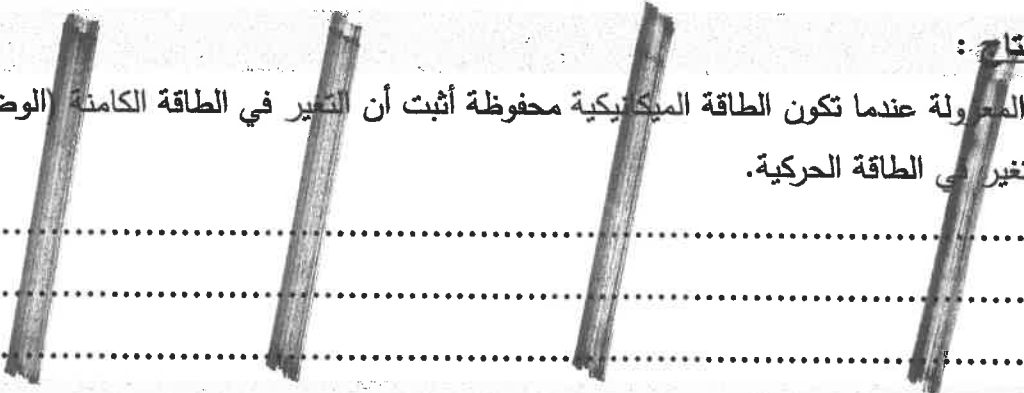 تاج :
المعزولة عندما تكون الطاقة الميكانيكية محفوظة أثبت أن التغير في الطاقة الكامنة (الوض
تغير في الطاقة الحركية.